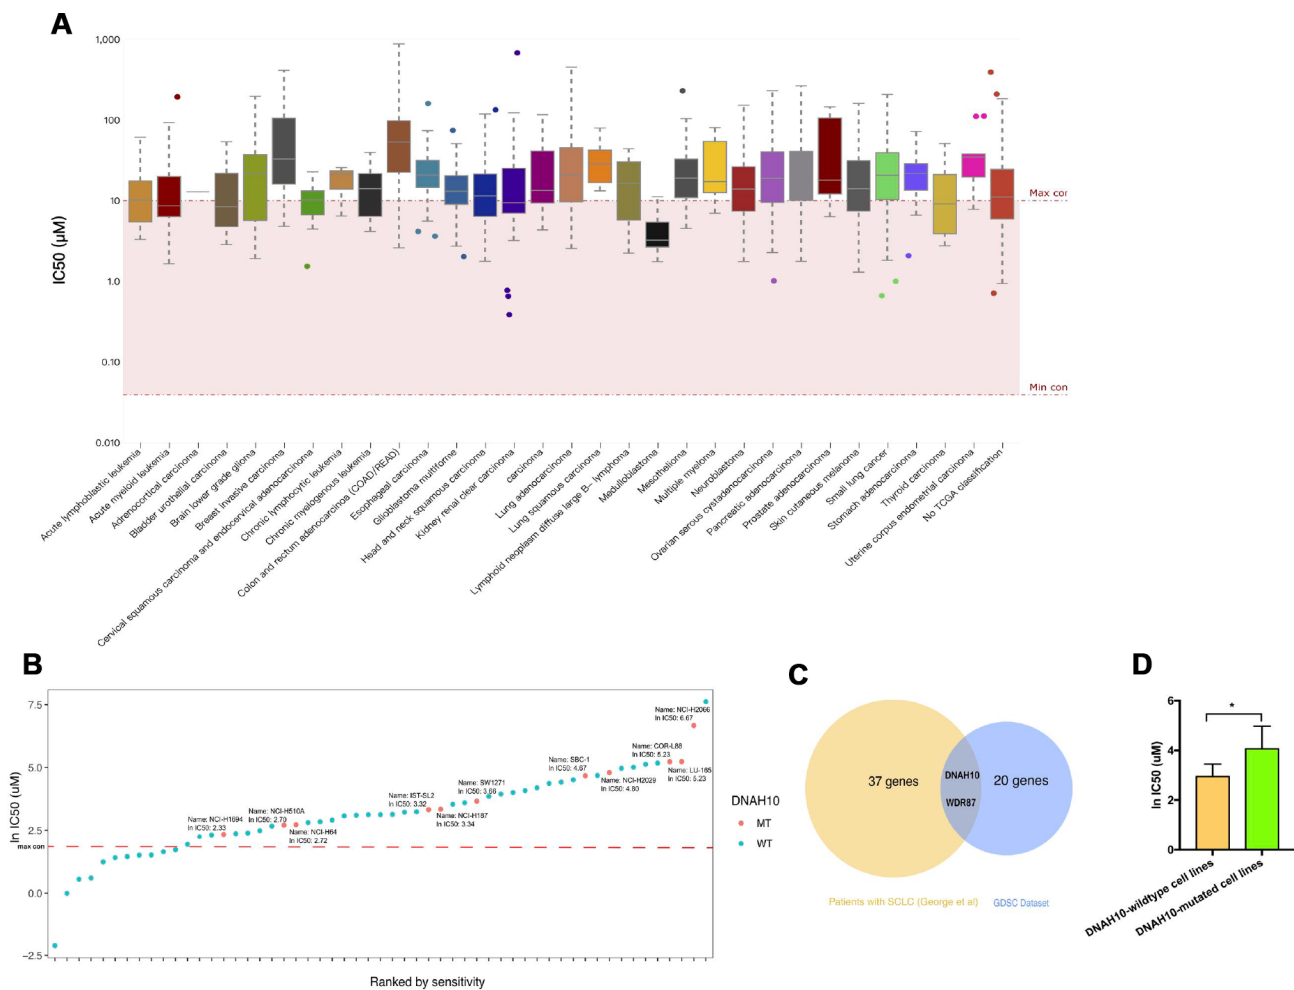 A
1,000
100
10
1.0
0.10
0.010
IC50 (µM)
Max cor
Min con
Acute lymphoblastic leukemia
Acute myeloid leukemia
Adrenocortical carcinoma
Bladder urothelial carcinoma
Brain lower grade glioma
Breast invasive carcinoma
Cervical squamous carcinoma and endocervical adenocarcinoma
Chronic lymphocytic leukemia
Chronic myelogenous leukemia
Colon and rectum edenocarcinoma (COAD/READ)
Esophageal carcinoma
Glioblastoma multiforme
Head and neck squamous carcinoma
Kidney renal clear carcinoma
carcinoma
Lung adenocarcinoma
Lung squamous carcinoma
Lymphoid neoplasm diffuse large B- lymphoma
Medulloblastoma
Mesothelioma
Multiple myeloma
Neuroblastoma
Ovarian serous cystadenocarcinoma
Pancreatic adenocarcinoma
Prostate adenocarcinoma
Skin cutaneous melanoma
Small lung cancer
Stomach adenocarcinoma
Thyroid carcinoma
Uterine corpus endometrial carcinoma
No TCGA classification
B
7.5
5.0
2.5
0.0
−2.5
ln IC50 (uM)
max con
Name: NCI-H1694
ln IC50: 2.33
Name: NCI-H510A
ln IC50: 2.70
Name: NCI-H64
ln IC50: 2.72
Name: IST-SL2
ln IC50: 3.32
Name: NCI-H187
ln IC50: 3.34
Name: SW1271
ln IC50: 3.66
Name: SBC-1
ln IC50: 4.67
Name: NCI-H2029
ln IC50: 4.80
Name: COR-L88
ln IC50: 5.23
Name: LU-165
ln IC50: 5.23
Name: NCI-H2066
ln IC50: 6.67
Ranked by sensitivity
DNAH10
MT
WT
C
37 genes
DNAH10
WDR87
20 genes
Patients with SCLC (George et al)
GDSC Dataset
D
6
4
2
0
ln IC50 (uM)
*
DNAH10-wildtype cell lines
DNAH10-mutated cell lines